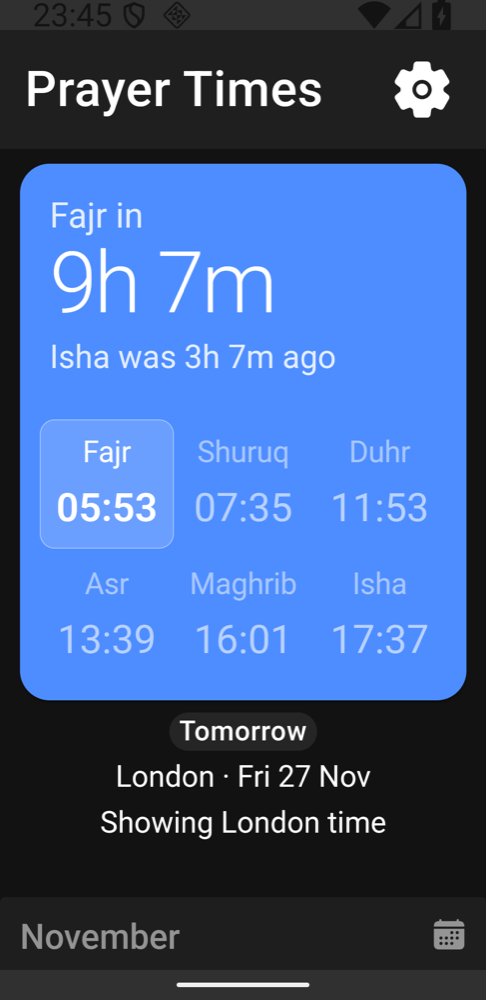 23:45
Prayer Times
Fajr in
9h 7m
Isha was 3h 7m ago
Fajr Shuruq Duhr
05:53 07:35 11:53
Asr Maghrib Isha
13:39 16:01 17:37
Tomorrow
London · Fri 27 Nov
Showing London time
November